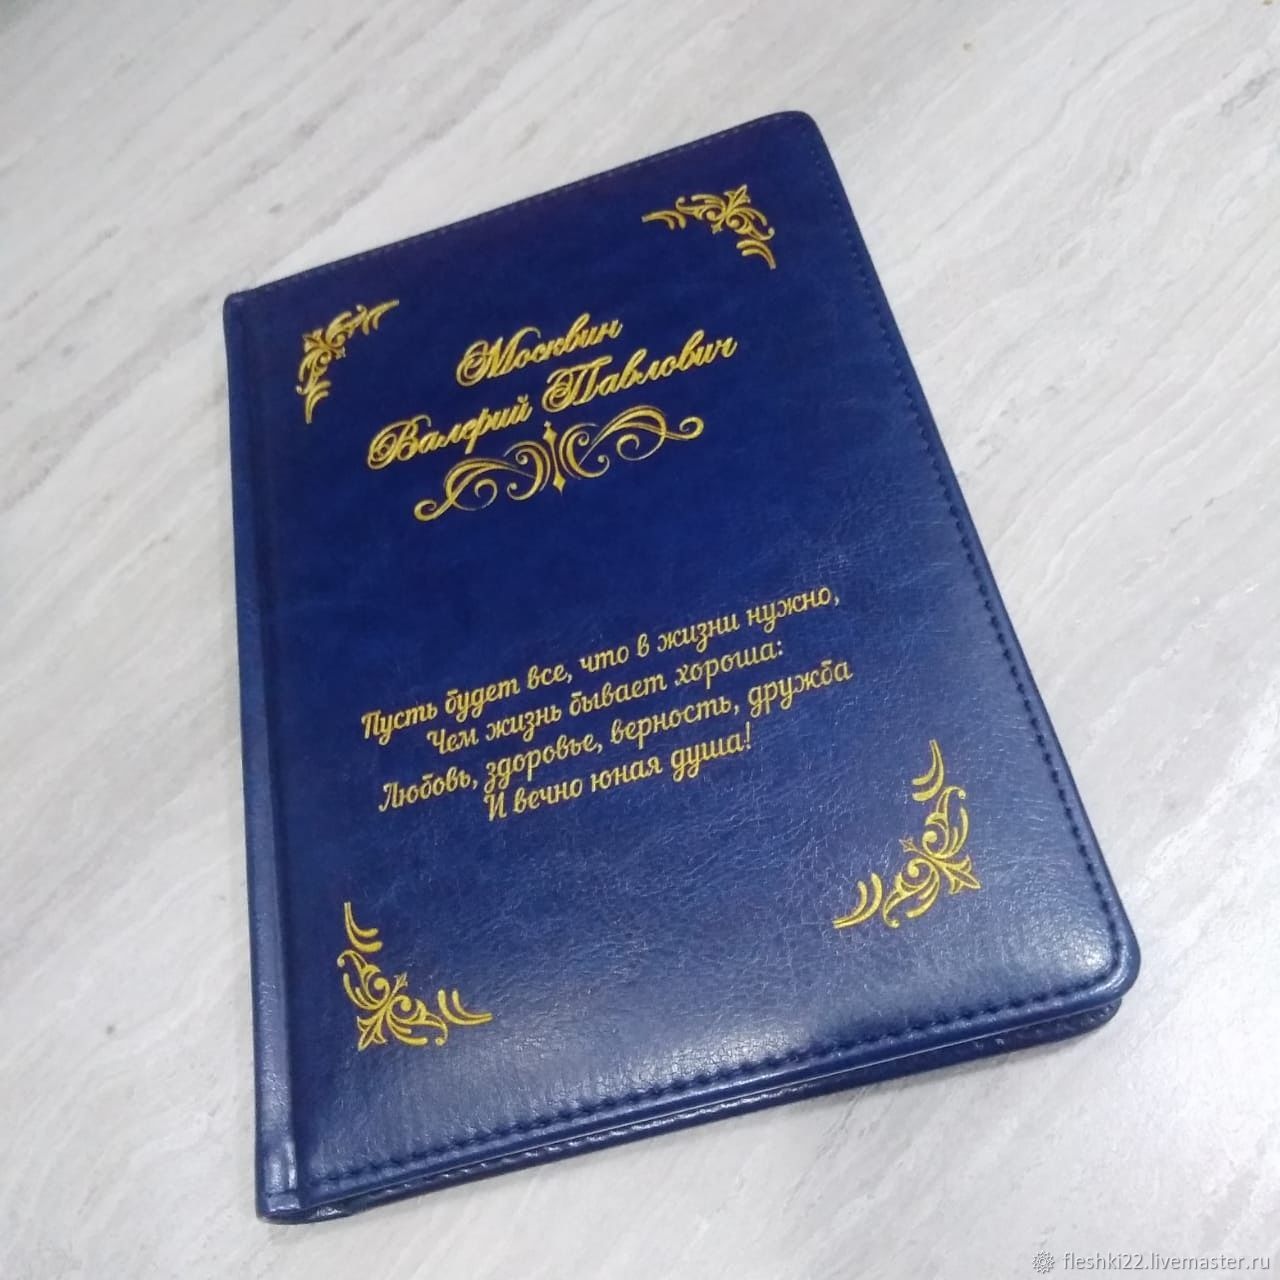 Москвин
Валерий Павлович
Пусть будет все, что в жизни нужно,
Чем жизнь бывает хороша:
Любовь, здоровье, верность, дружба
И вечно юная душа!
fleshki22.livemaster.ru